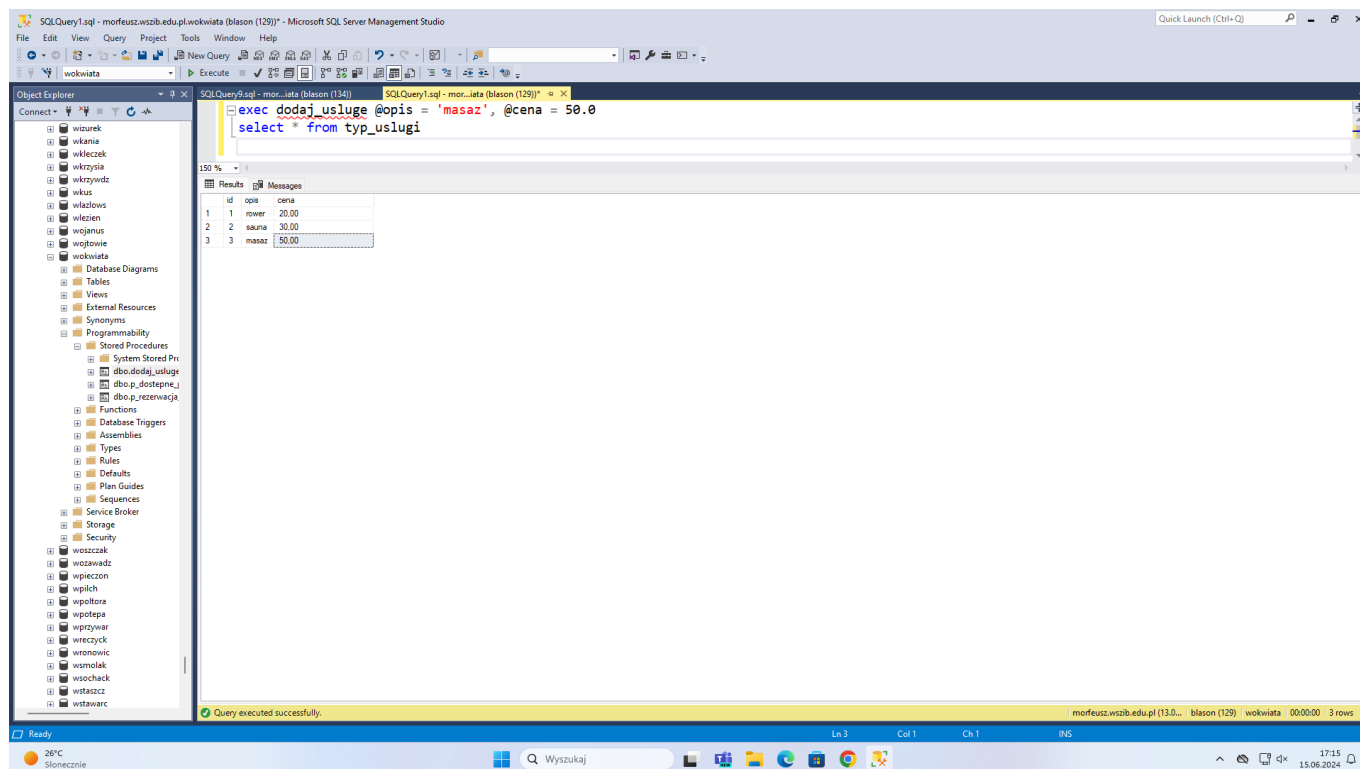 SQLQuery1.sql - morfeusz.wszib.edu.pl.wokwiata (blason (129))* - Microsoft SQL Server Management Studio
Quick Launch (Ctrl+Q)
File Edit View Query Project Tools Window Help
New Query
wokwiata Execute
Object Explorer
SQLQuery9.sql - mor...iata (blason (134)) SQLQuery1.sql - mor...iata (blason (129))*
Connect
exec dodaj_usluge @opis = 'masaz', @cena = 50.0
select * from typ_uslugi
150 %
Results Messages
id opis cena
1 1 rower 20.00
2 2 sauna 30.00
3 3 masaz 50.00
wizurek
wkania
wkleczek
wkrzysia
wkrzywdz
wkus
wlazlows
wlezien
wojanus
wojtowie
wokwiata
Database Diagrams
Tables
Views
External Resources
Synonyms
Programmability
Stored Procedures
System Stored Pro
dbo.dodaj_usluge
dbo.p_dostepne_
dbo.p_rezerwacja
Functions
Database Triggers
Assemblies
Types
Rules
Defaults
Plan Guides
Sequences
Service Broker
Storage
Security
woszczak
wozawadz
wpieczon
wpilch
wpoltora
wpotepa
wprzywar
wreczyck
wronowic
wsmolak
wsochack
wstaszcz
wstawarc
Query executed successfully. morfeusz.wszib.edu.pl (13.0... blason (129) wokwiata 00:00:00 3 rows
Ready Ln 3 Col 1 Ch 1 INS
26°C
Słonecznie
Wyszukaj
17:15
15.06.2024